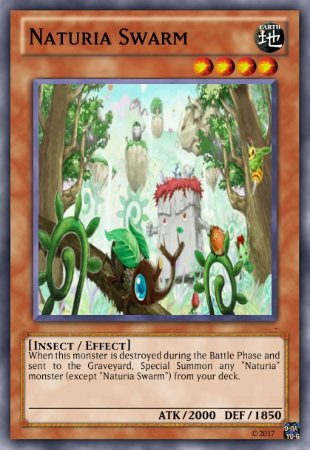 Naturia Swarm
EARTH
地
[Insect / Effect]
When this monster is destroyed during the Battle Phase and
sent to the Graveyard, Special Summon any "Naturia"
monster (except "Naturia Swarm") from your deck.
ATK/2000 DEF/1850
©2017